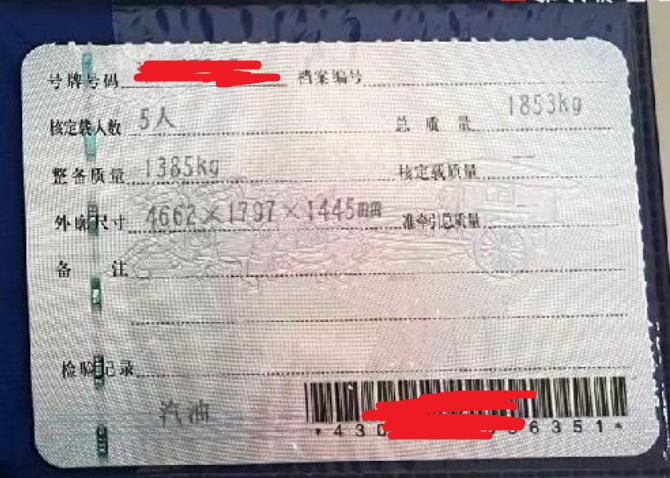 号牌号码 档案编号
核定载人数 5人 总质量 1853kg
整备质量 1385kg 核定载质量 --
外廓尺寸 4662×1797×1445mm 准牵引总质量 --
备注
检验记录
汽油
*430 6351*